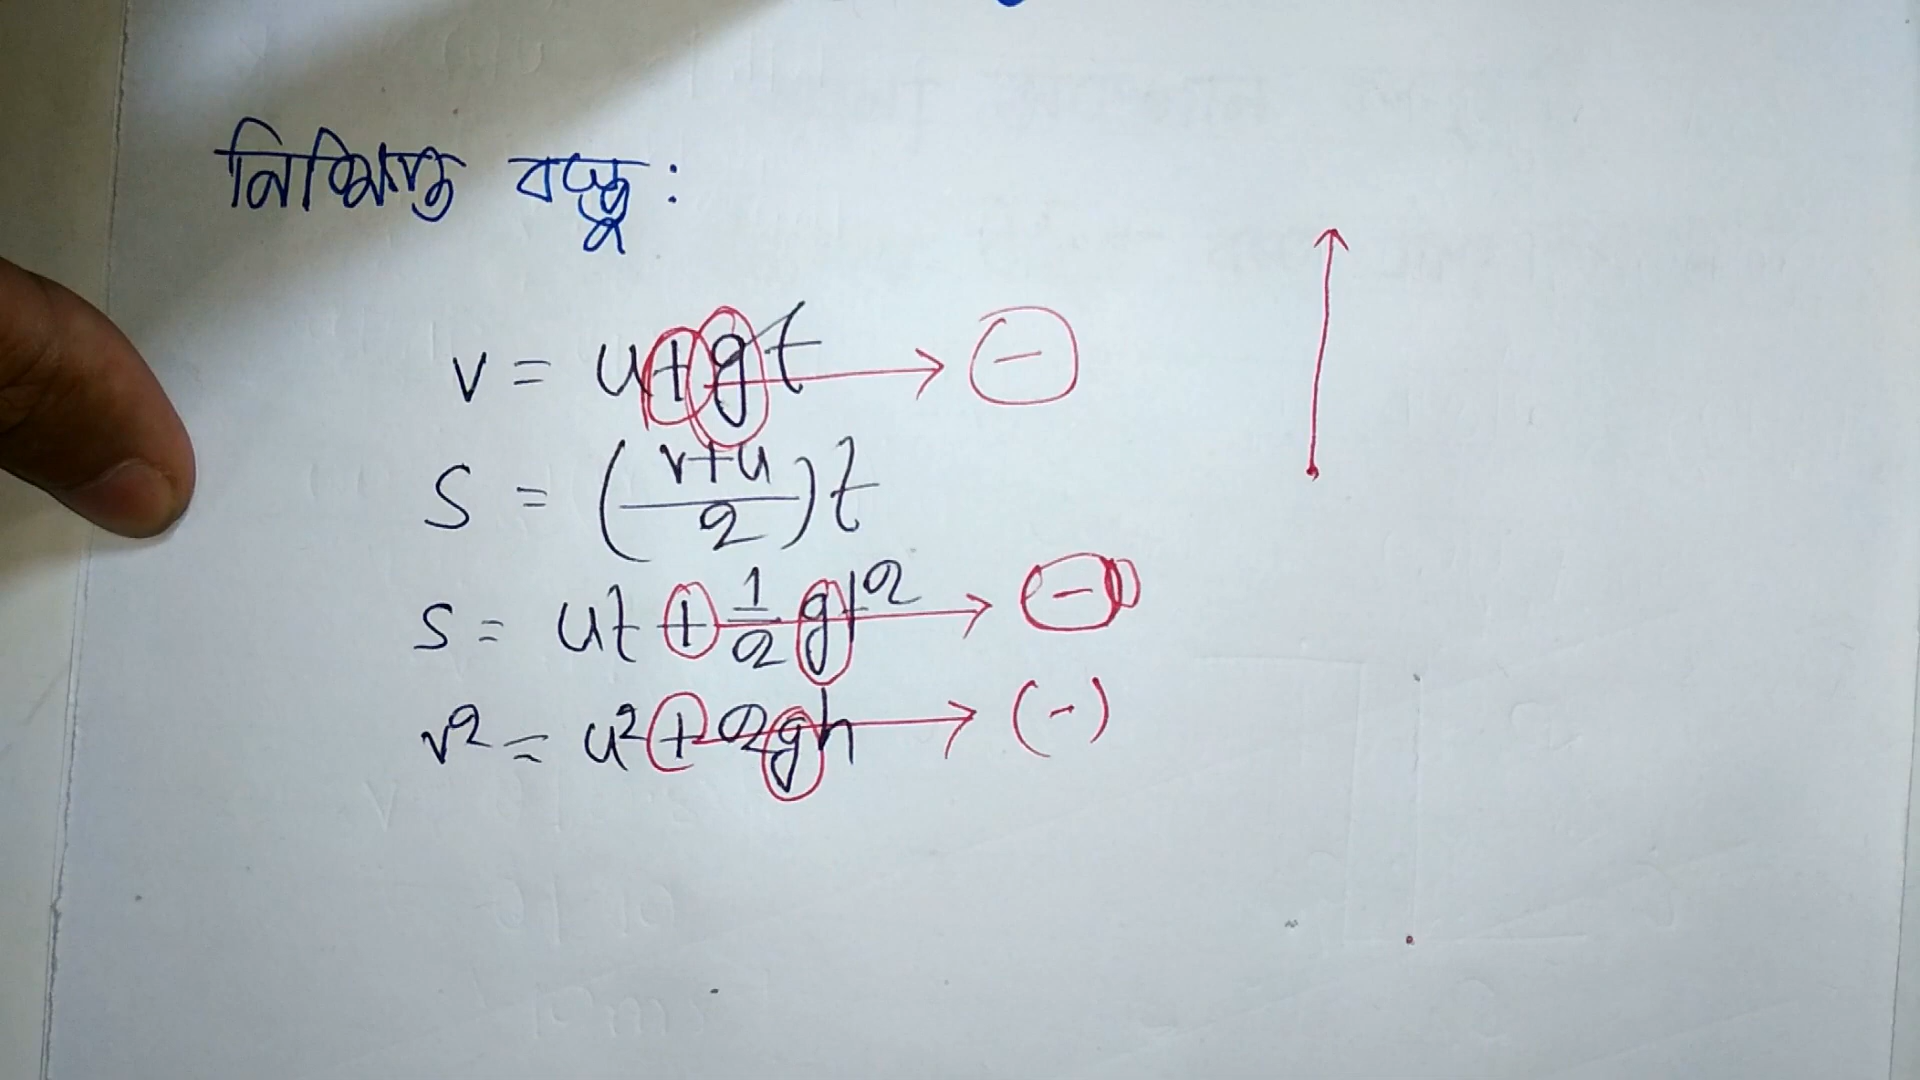 নিক্ষিপ্ত বস্তু :
v = u + gt → −
S = (v+u/2) t
S = ut + 1/2 gt² → −
v² = u² + 2gh → (−)